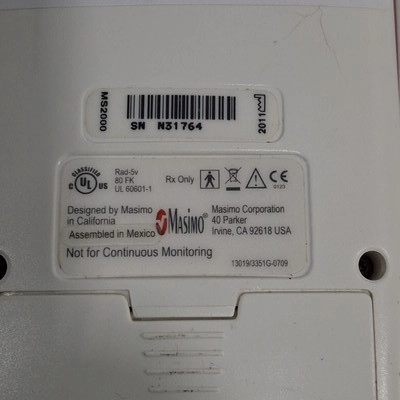 MS2000
SN N31764
2011
CLASSIFIED
C UL US
Rad-5v
80 FK
UL 60601-1
Rx Only
0123
Designed by Masimo
in California
Assembled in Mexico
MASIMO®
Masimo Corporation
40 Parker
Irvine, CA 92618 USA
Not for Continuous Monitoring
13019/3351G-0709